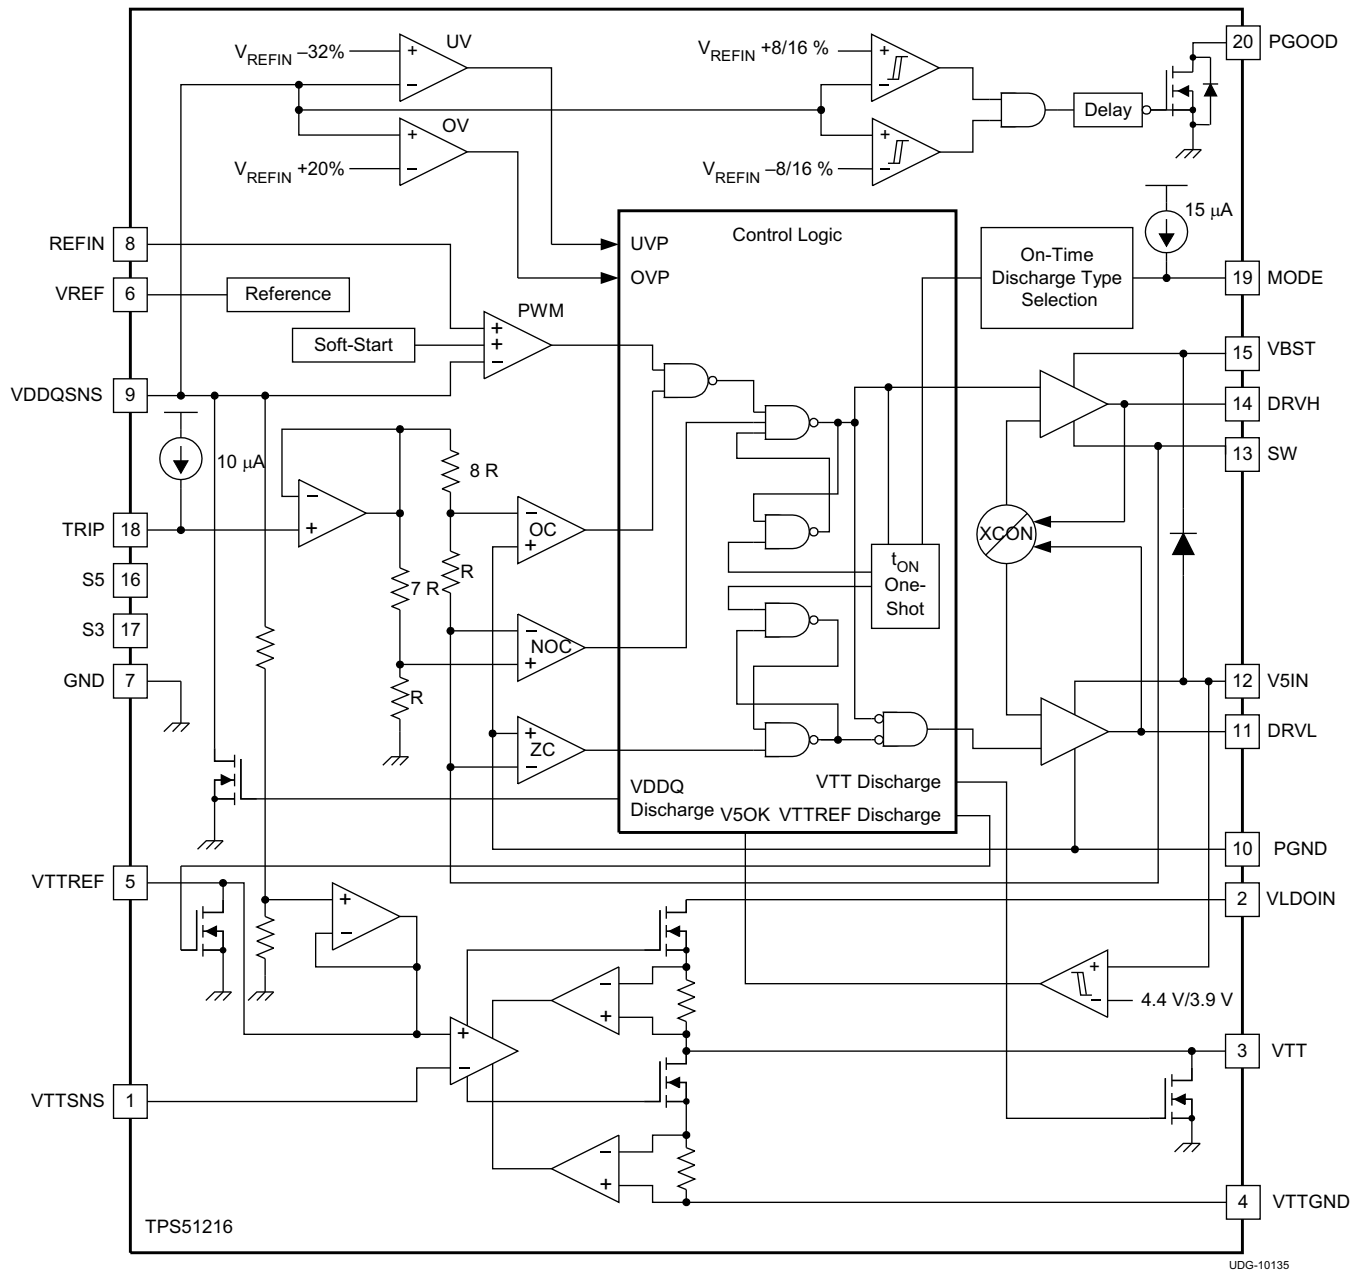 UV
VREFIN –32%
+
–
OV
+
VREFIN +20%
–
VREFIN +8/16 %
+
–
+
VREFIN –8/16 %
–
Delay
20 PGOOD
15 μA
REFIN 8
VREF 6
Reference
PWM
Soft-Start
+
+
–
UVP
OVP
Control Logic
On-Time
Discharge Type
Selection
19 MODE
15 VBST
14 DRVH
13 SW
VDDQSNS 9
10 μA
–
+
8 R
R
7 R
R
–
OC
+
–
NOC
+
+
ZC
–
tON
One-
Shot
XCON
TRIP 18
S5 16
S3 17
GND 7
12 V5IN
11 DRVL
VDDQ
Discharge
V5OK
VTT Discharge
VTTREF Discharge
10 PGND
VTTREF 5
+
–
2 VLDOIN
–
+
+
–
+
–
4.4 V/3.9 V
3 VTT
VTTSNS 1
–
+
4 VTTGND
TPS51216
UDG-10135